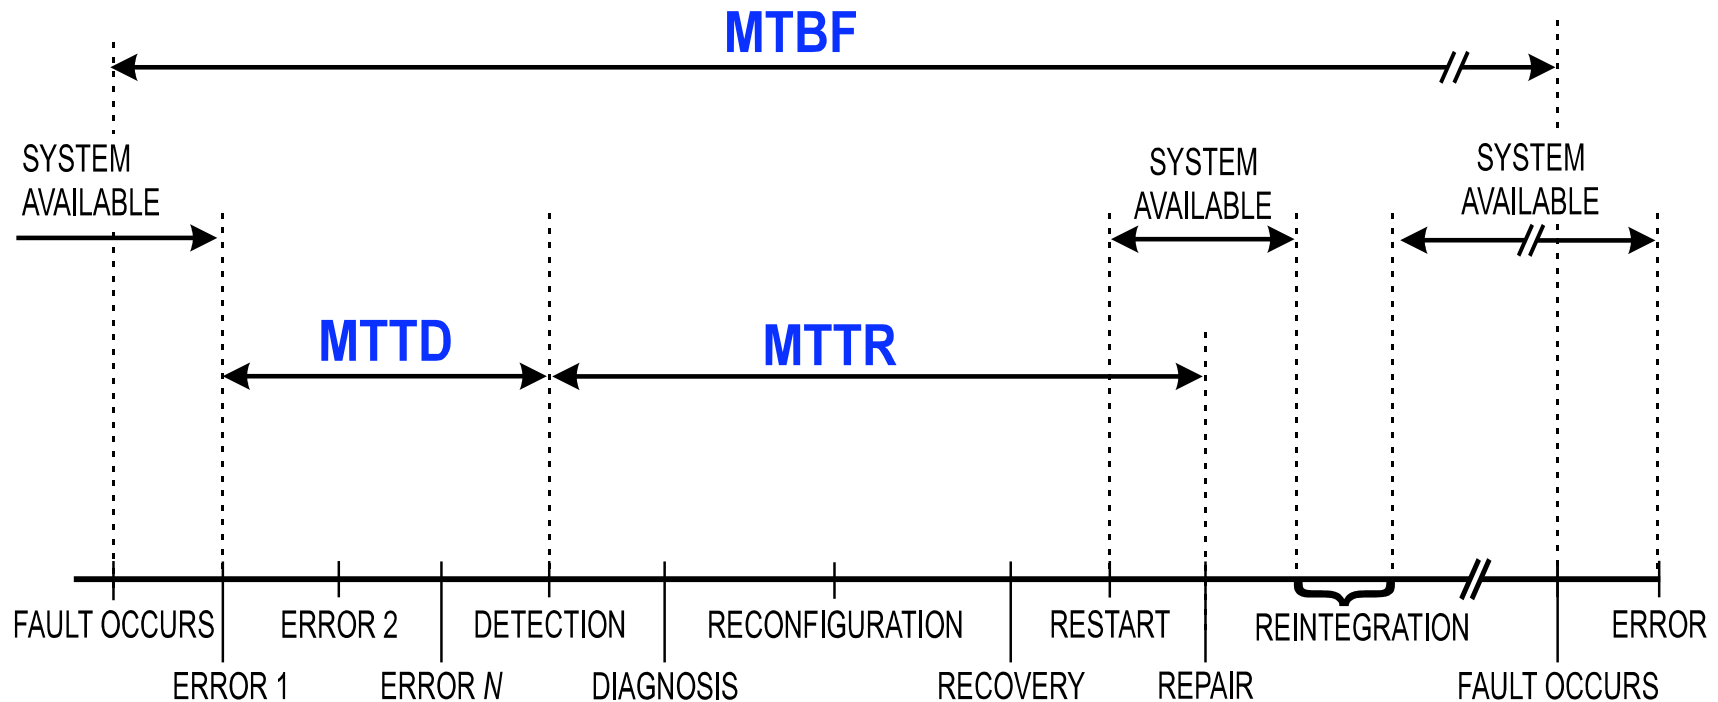 MTBF
SYSTEM
AVAILABLE
SYSTEM
AVAILABLE
SYSTEM
AVAILABLE
MTTD
MTTR
FAULT OCCURS
ERROR 2
DETECTION
RECONFIGURATION
RESTART
REINTEGRATION
ERROR
ERROR 1
ERROR N
DIAGNOSIS
RECOVERY
REPAIR
FAULT OCCURS